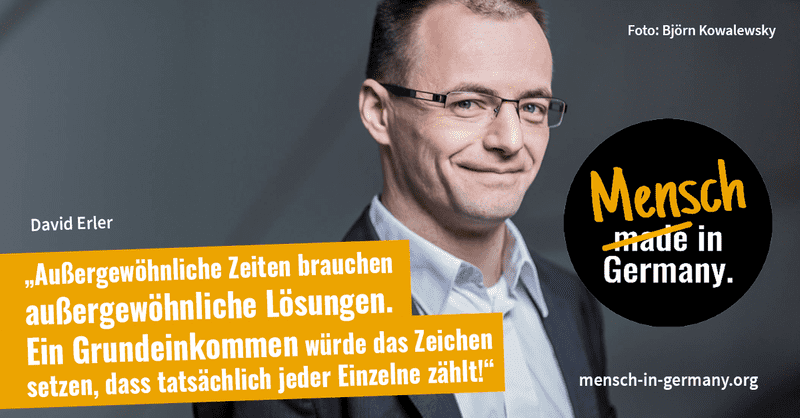 Foto: Björn Kowalewsky
David Erler
„Außergewöhnliche Zeiten brauchen
außergewöhnliche Lösungen.
Ein Grundeinkommen würde das Zeichen
setzen, dass tatsächlich jeder Einzelne zählt!“
Mensch
made in
Germany.
mensch-in-germany.org